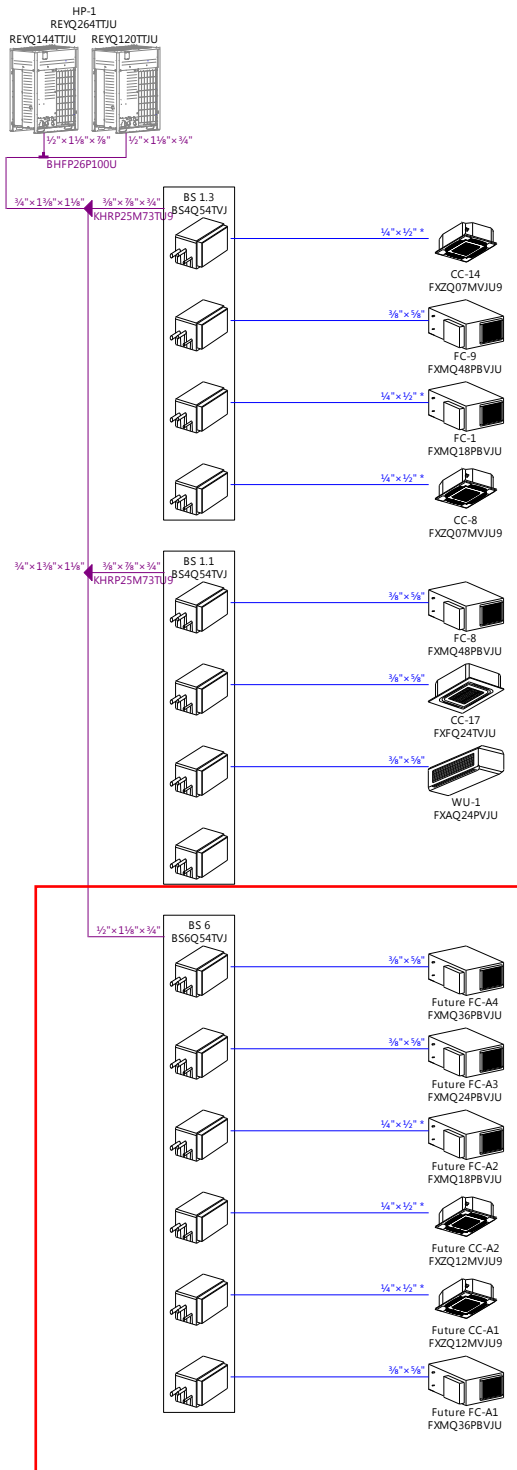 HP-1
REYQ264TTJU
REYQ144TTJU REYQ120TTJU
½"×1⅛"×⅞" ½"×1⅛"×¾"
BHFP26P100U
¾"×1⅜"×1⅛" ⅜"×⅞"×¾"
KHRP25M73TU9
BS 1.3
BS4Q54TVJ
¼"×½" *
CC-14
FXZQ07MVJU9
⅜"×⅝"
FC-9
FXMQ48PBVJU
¼"×½" *
FC-1
FXMQ18PBVJU
¼"×½" *
CC-8
FXZQ07MVJU9
¾"×1⅜"×1⅛" ⅜"×⅞"×¾"
KHRP25M73TU9
BS 1.1
BS4Q54TVJ
⅜"×⅝"
FC-8
FXMQ48PBVJU
⅜"×⅝"
CC-17
FXFQ24TVJU
⅜"×⅝"
WU-1
FXAQ24PVJU
½"×1⅛"×¾"
BS 6
BS6Q54TVJ
⅜"×⅝"
Future FC-A4
FXMQ36PBVJU
⅜"×⅝"
Future FC-A3
FXMQ24PBVJU
¼"×½" *
Future FC-A2
FXMQ18PBVJU
¼"×½" *
Future CC-A2
FXZQ12MVJU9
¼"×½" *
Future CC-A1
FXZQ12MVJU9
⅜"×⅝"
Future FC-A1
FXMQ36PBVJU